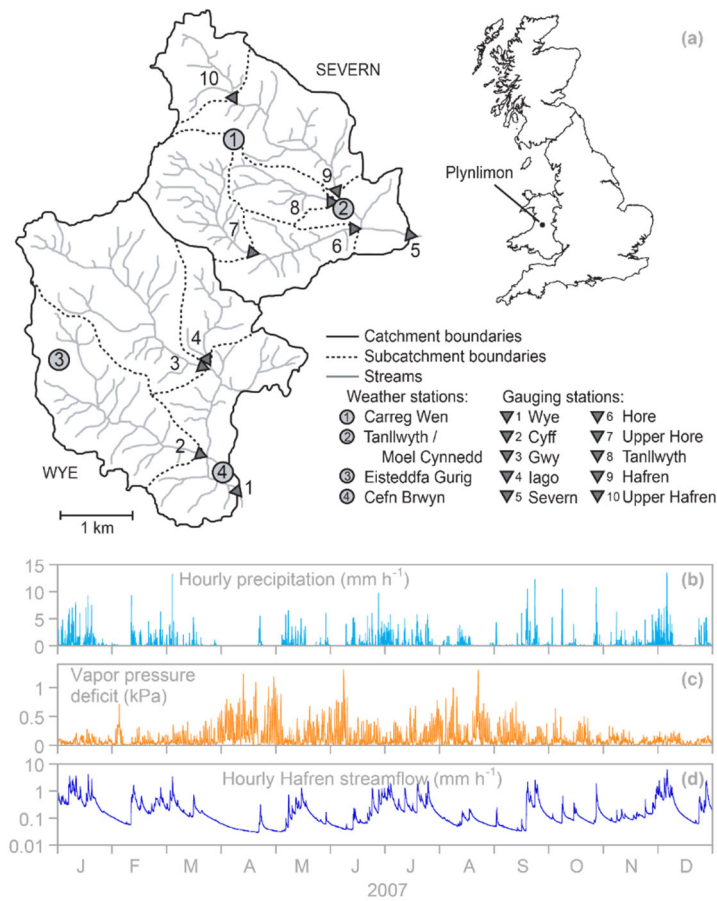 (a)
SEVERN
10
1
9
8
2
7
6
5
Plynlimon
4
3
3
2
4
1
WYE
1 km
Catchment boundaries
Subcatchment boundaries
Streams
Weather stations:
1 Carreg Wen
2 Tanllwyth /
Moel Cynnedd
3 Eisteddfa Gurig
4 Cefn Brwyn
Gauging stations:
1 Wye
2 Cyff
3 Gwy
4 Iago
5 Severn
6 Hore
7 Upper Hore
8 Tanllwyth
9 Hafren
10 Upper Hafren
15
10
5
0
Hourly precipitation (mm h⁻¹)
(b)
1
0.5
0
Vapor pressure
deficit (kPa)
(c)
10
1
0.10
0.01
Hourly Hafren streamflow (mm h⁻¹)
(d)
J F M A M J J A S O N D
2007